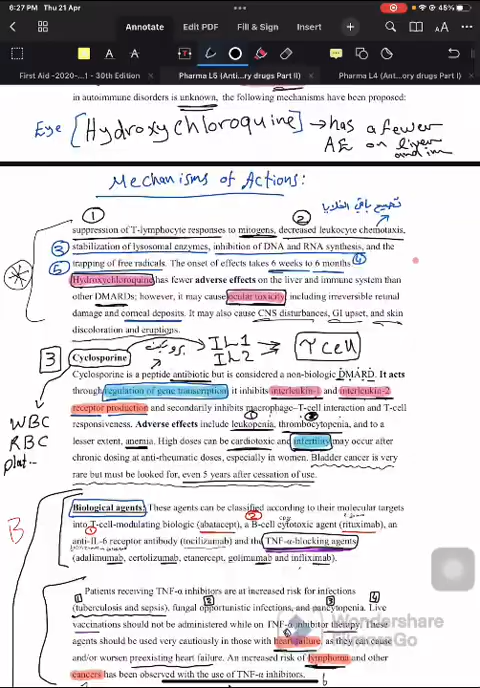 6:27 PM Thu 21 Apr
45%
Annotate Edit PDF Fill & Sign Insert
First Aid -2020-...1 - 30th Edition
Pharma L5 (Anti...ry drugs Part II)
Pharma L4 (Anti...ory drugs Part I)
in autoimmune disorders is unknown, the following mechanisms have been proposed:
Eye [Hydroxychloroquine] → has a fewer
AE on liver
and im
Mechanisms of Actions:
1 2
suppression of T-lymphocyte responses to mitogens, decreased leukocyte chemotaxis,
3 stabilization of lysosomal enzymes, inhibition of DNA and RNA synthesis, and the
5 trapping of free radicals. The onset of effects takes 6 weeks to 6 months. 4
Hydroxychloroquine has fewer adverse effects on the liver and immune system than
other DMARDs; however, it may cause ocular toxicity, including irreversible retinal
damage and corneal deposits. It may also cause CNS disturbances, GI upset, and skin
discoloration and eruptions.
3 Cyclosporine IL1
IL2 → T cell
Cyclosporine is a peptide antibiotic but is considered a non-biologic DMARD. It acts
through regulation of gene transcription, it inhibits interleukin-1 and interleukin-2
receptor production and secondarily inhibits macrophage–T-cell interaction and T-cell
responsiveness. Adverse effects include leukopenia, thrombocytopenia, and to a
lesser extent, anemia. High doses can be cardiotoxic and infertility may occur after
chronic dosing at anti-rheumatic doses, especially in women. Bladder cancer is very
rare but must be looked for, even 5 years after cessation of use.
WBC
RBC
plat..
B
Biological agents: These agents can be classified according to their molecular targets
into T-cell-modulating biologic (abatacept), a B-cell cytotoxic agent (rituximab), an
anti-IL-6 receptor antibody (tocilizumab) and the TNF-α-blocking agents
(adalimumab, certolizumab, etanercept, golimumab and infliximab).
Patients receiving TNF-α inhibitors are at increased risk for infections
(tuberculosis and sepsis), fungal opportunistic infections, and pancytopenia. Live
vaccinations should not be administered while on TNF-α inhibitor therapy. These
agents should be used very cautiously in those with heart failure, as they can cause
and/or worsen preexisting heart failure. An increased risk of lymphoma and other
cancers has been observed with the use of TNF-α inhibitors.
Wondershare
FilmoraGo